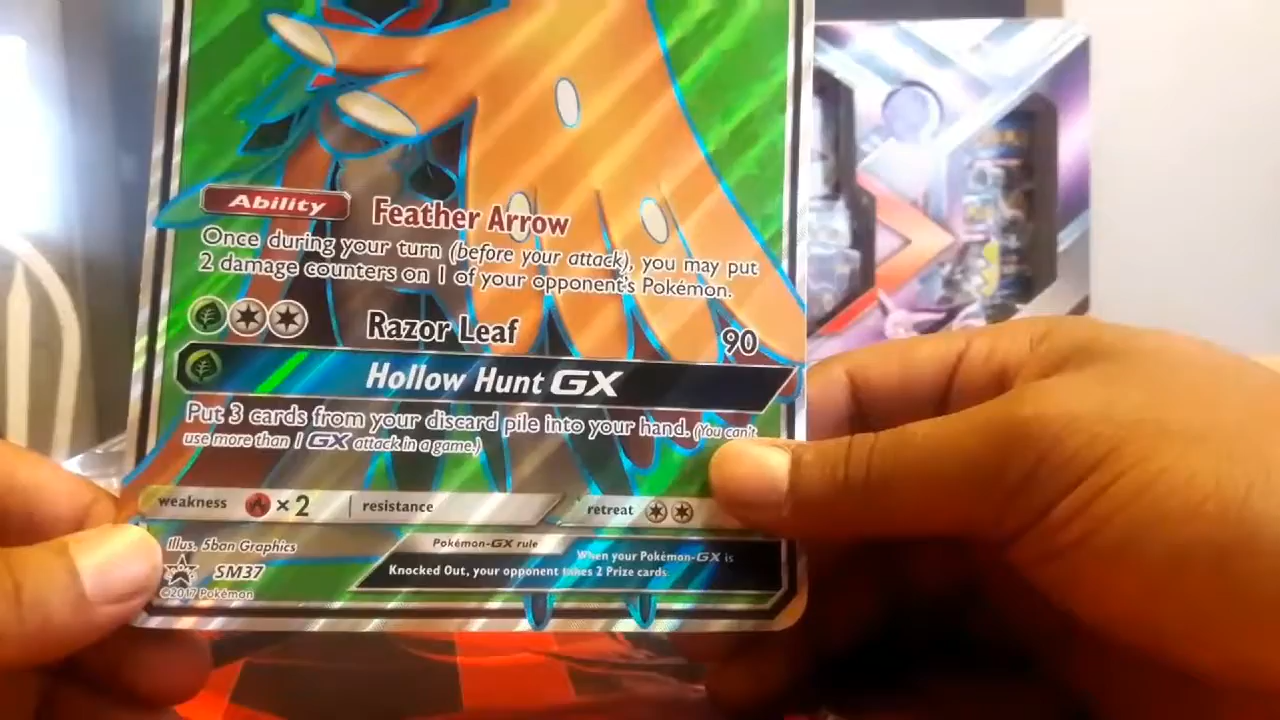 Ability Feather Arrow
Once during your turn (before your attack), you may put
2 damage counters on 1 of your opponent's Pokémon.
Razor Leaf 90
Hollow Hunt GX
Put 3 cards from your discard pile into your hand. (You can't
use more than 1 GX attack in a game.)
weakness ×2 resistance retreat
Illus. 5ban Graphics
Pokémon-GX rule
When your Pokémon-GX is
Knocked Out, your opponent takes 2 Prize cards.
SM37
©2017 Pokémon